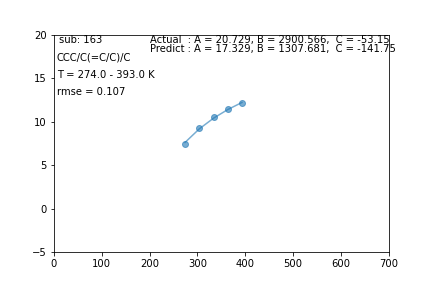 sub: 163
Actual : A = 20.729, B = 2900.566, C = -53.15
Predict : A = 17.329, B = 1307.681, C = -141.75
CCC/C(=C/C)/C
T = 274.0 - 393.0 K
rmse = 0.107
20
15
10
5
0
−5
0 100 200 300 400 500 600 700